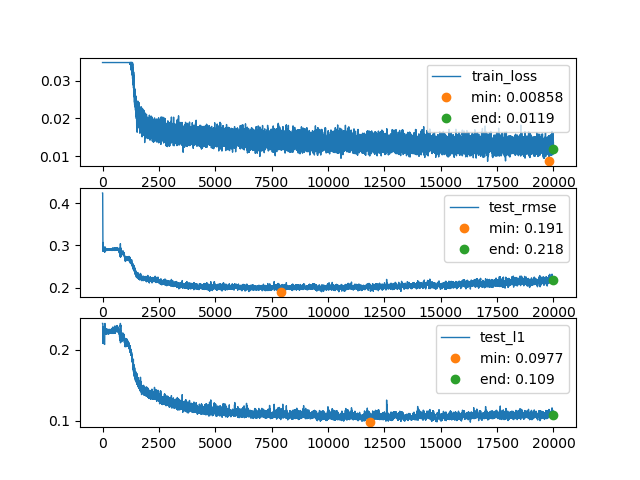 0.03
0.02
0.01
train_loss
min: 0.00858
end: 0.0119
0 2500 5000 7500 10000 12500 15000 17500 20000
0.4
0.3
0.2
test_rmse
min: 0.191
end: 0.218
0 2500 5000 7500 10000 12500 15000 17500 20000
0.2
0.1
test_l1
min: 0.0977
end: 0.109
0 2500 5000 7500 10000 12500 15000 17500 20000